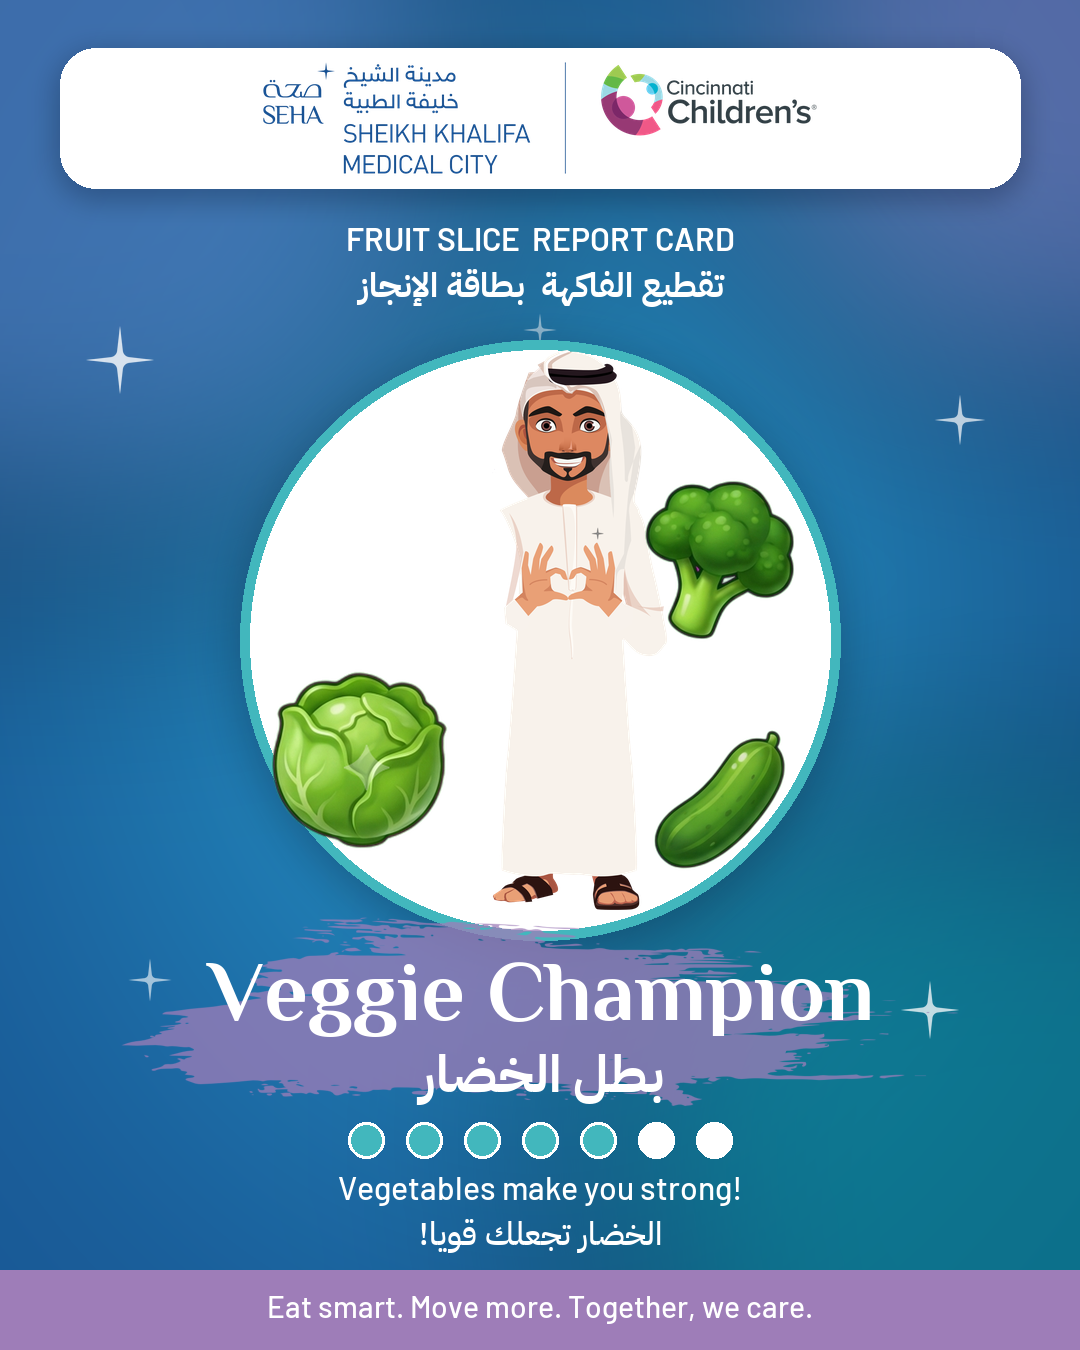 صحة
SEHA
مدينة الشيخ
خليفة الطبية
SHEIKH KHALIFA
MEDICAL CITY
Cincinnati
Children's®
FRUIT SLICE REPORT CARD
تقطيع الفاكهة بطاقة الإنجاز
Veggie Champion
بطل الخضار
Vegetables make you strong!
الخضار تجعلك قويا!
Eat smart. Move more. Together, we care.